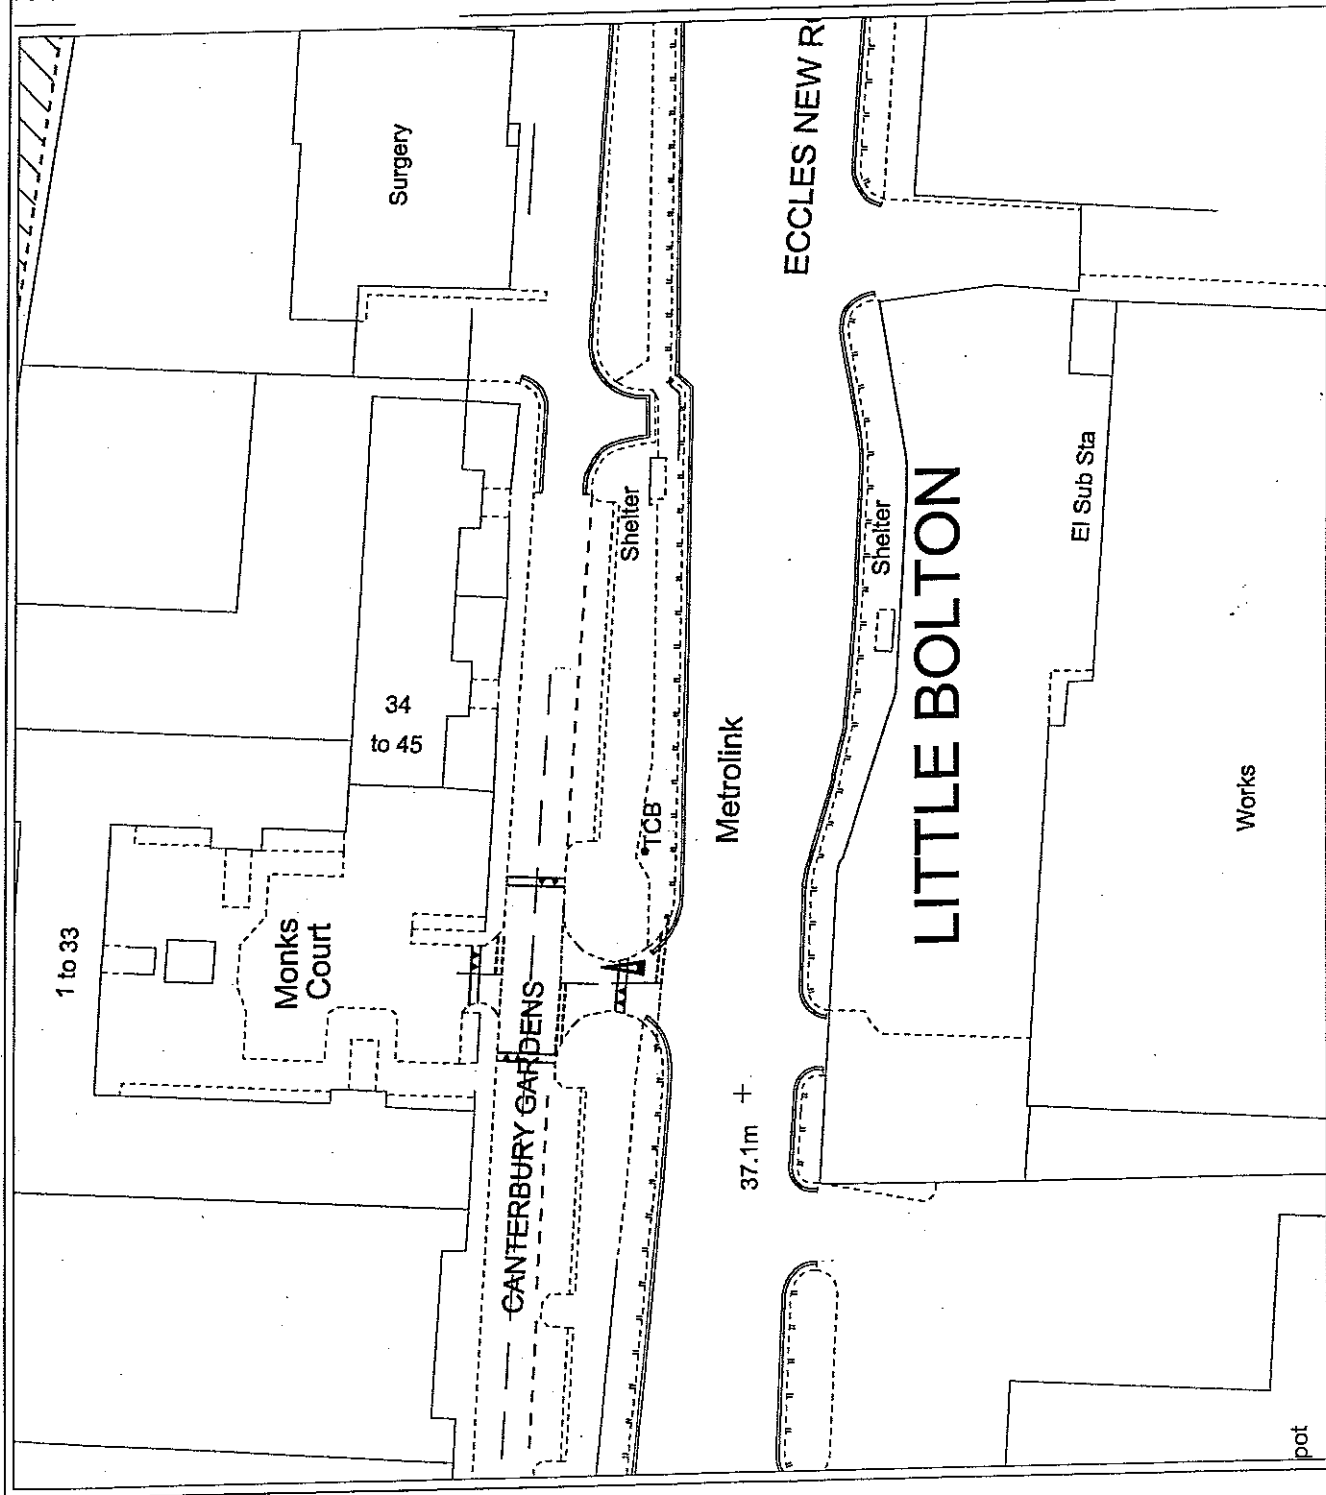 1 to 33
Monks
Court
34
to 45
Surgery
CANTERBURY GARDENS
Shelter
TCB
Metrolink
37.1m
ECCLES NEW R
Shelter
LITTLE BOLTON
El Sub Sta
Works
pot